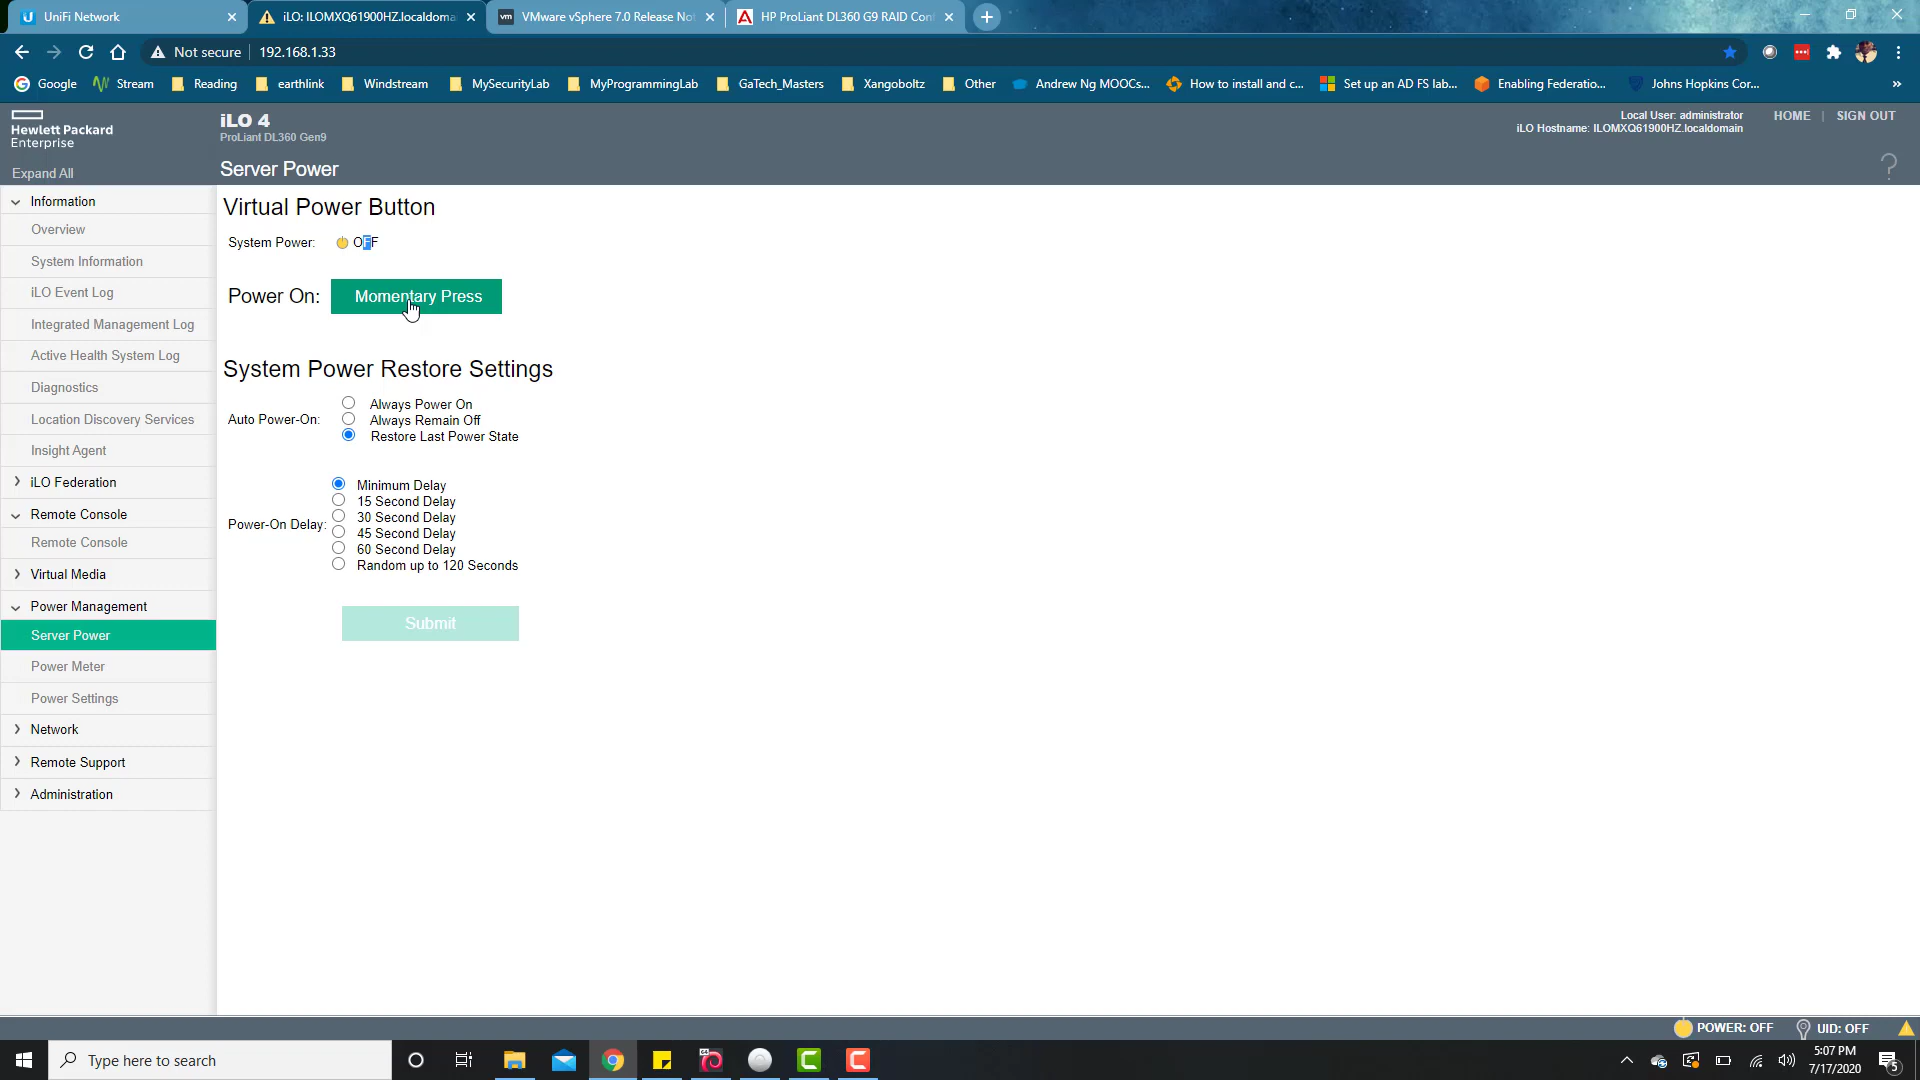 UniFi Network
iLO: ILOMXQ61900HZ.localdoma
vm VMware vSphere 7.0 Release No
HP ProLiant DL360 G9 RAID Con
Not secure 192.168.1.33
Google Stream Reading earthlink Windstream MySecurityLab MyProgrammingLab GaTech_Masters Xangoboltz Other Andrew Ng MOOCs... How to install and c... Set up an AD FS lab... Enabling Federatio... Johns Hopkins Cor... »
Hewlett Packard
Enterprise
iLO 4
ProLiant DL360 Gen9
Local User: administrator
iLO Hostname: ILOMXQ61900HZ.localdomain
HOME | SIGN OUT
Expand All
Server Power
?
Information
Overview
System Information
iLO Event Log
Integrated Management Log
Active Health System Log
Diagnostics
Location Discovery Services
Insight Agent
iLO Federation
Remote Console
Remote Console
Virtual Media
Power Management
Server Power
Power Meter
Power Settings
Network
Remote Support
Administration
Virtual Power Button
System Power: OFF
Power On: Momentary Press
System Power Restore Settings
Auto Power-On:
Always Power On
Always Remain Off
Restore Last Power State
Power-On Delay:
Minimum Delay
15 Second Delay
30 Second Delay
45 Second Delay
60 Second Delay
Random up to 120 Seconds
Submit
POWER: OFF UID: OFF
Type here to search
5:07 PM
7/17/2020
5